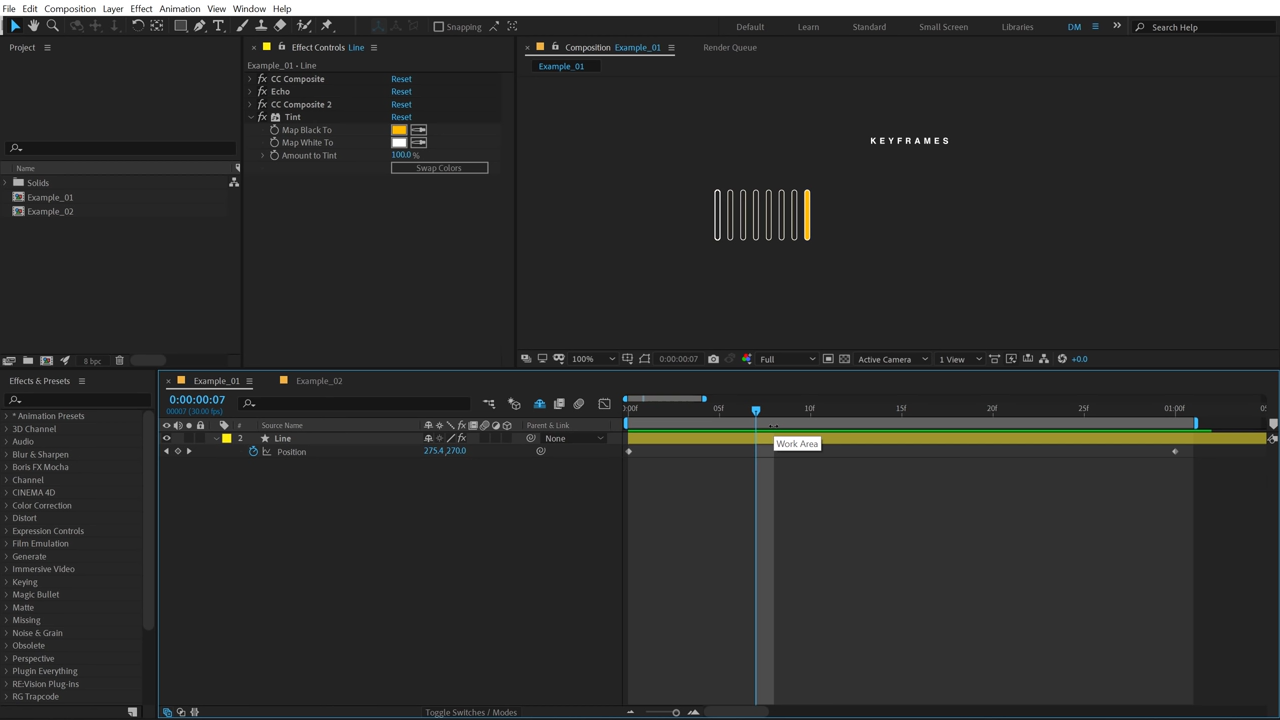 File Edit Composition Layer Effect Animation View Window Help
Snapping Default Learn Standard Small Screen Libraries DM Search Help
Project Effect Controls Line Composition Example_01 Render Queue
Example_01 - Line Example_01
CC Composite Reset
Echo Reset
CC Composite 2 Reset
Tint Reset
Map Black To
Map White To
Amount to Tint 100.0 %
Swap Colors
KEYFRAMES
Name
Solids
Example_01
Example_02
8 bpc 100% 0:00:00:07 Full Active Camera 1 View +0.0
Effects & Presets Example_01 Example_02
0:00:00:07
00007 (30.00 fps)
0:00f 05f 10f 15f 20f 25f 01:00f
# Source Name Parent & Link
2 Line None
Work Area
Position 275.4, 270.0
* Animation Presets
3D Channel
Audio
Blur & Sharpen
Boris FX Mocha
Channel
CINEMA 4D
Color Correction
Distort
Expression Controls
Film Emulation
Generate
Immersive Video
Keying
Magic Bullet
Matte
Missing
Noise & Grain
Obsolete
Perspective
Plugin Everything
RE:Vision Plug-ins
RG Trapcode
Toggle Switches / Modes